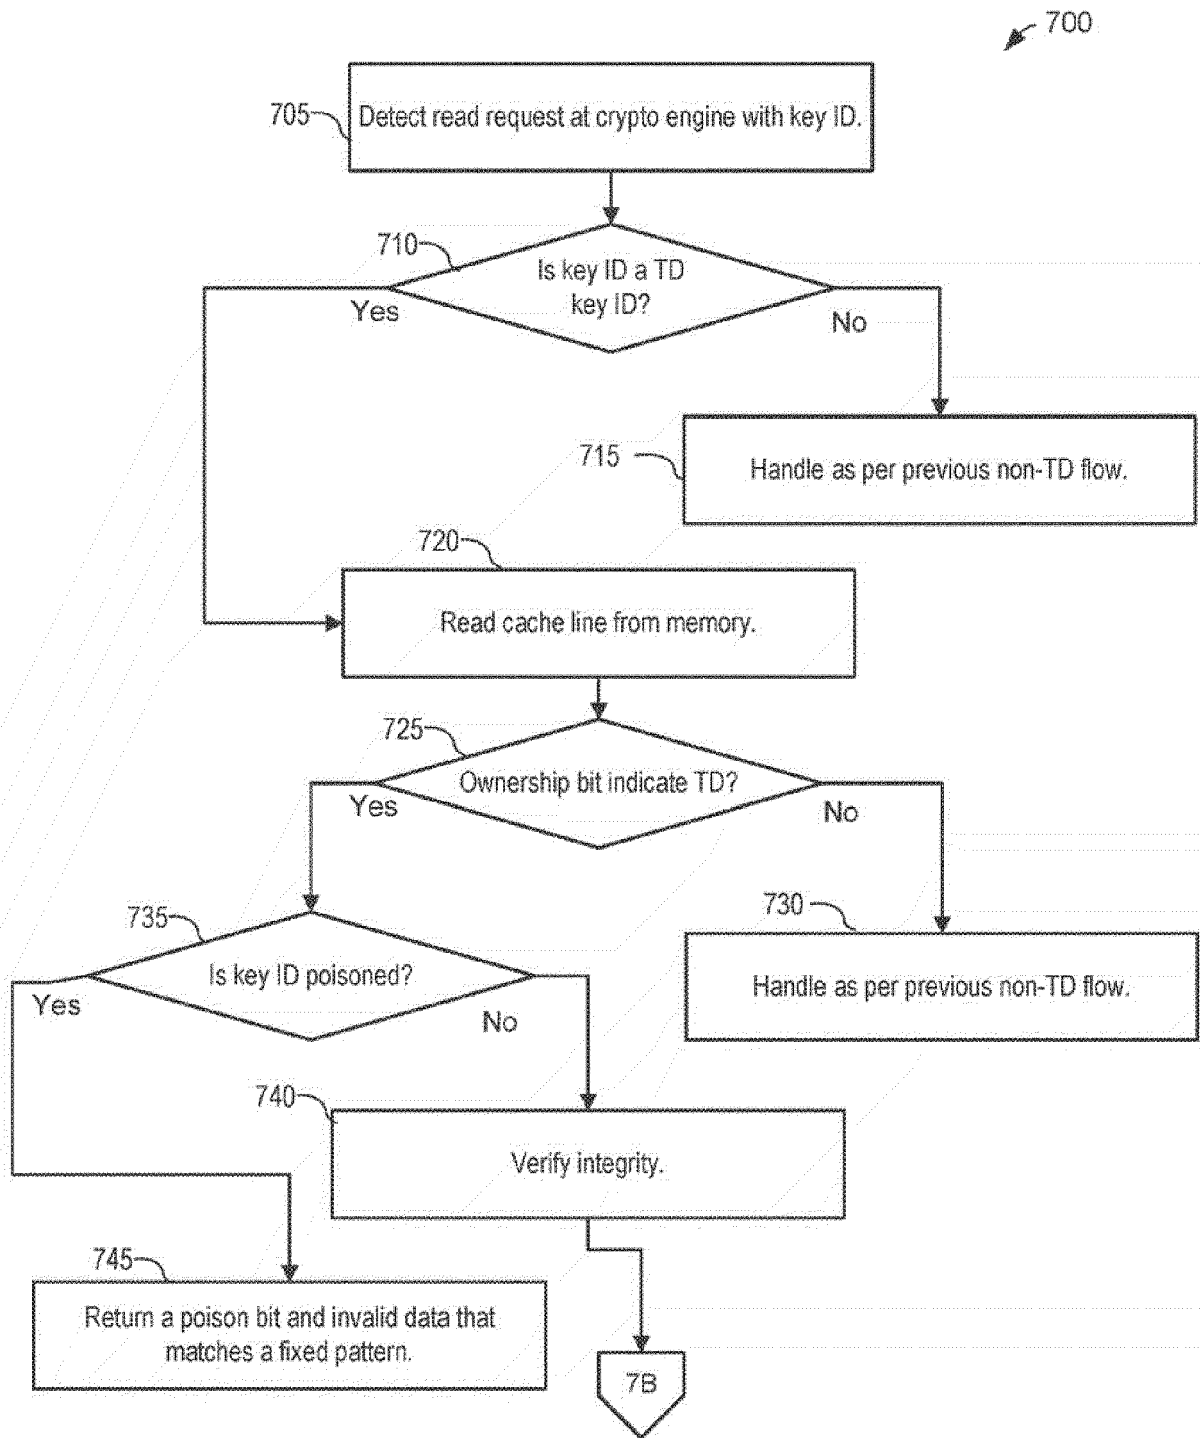 700
705
Detect read request at crypto engine with key ID.
710
Is key ID a TD
key ID?
Yes
No
715
Handle as per previous non-TD flow.
720
Read cache line from memory.
725
Ownership bit indicate TD?
Yes
No
730
735
Is key ID poisoned?
Handle as per previous non-TD flow.
Yes
No
740
Verify integrity.
745
Return a poison bit and invalid data that
matches a fixed pattern.
7B